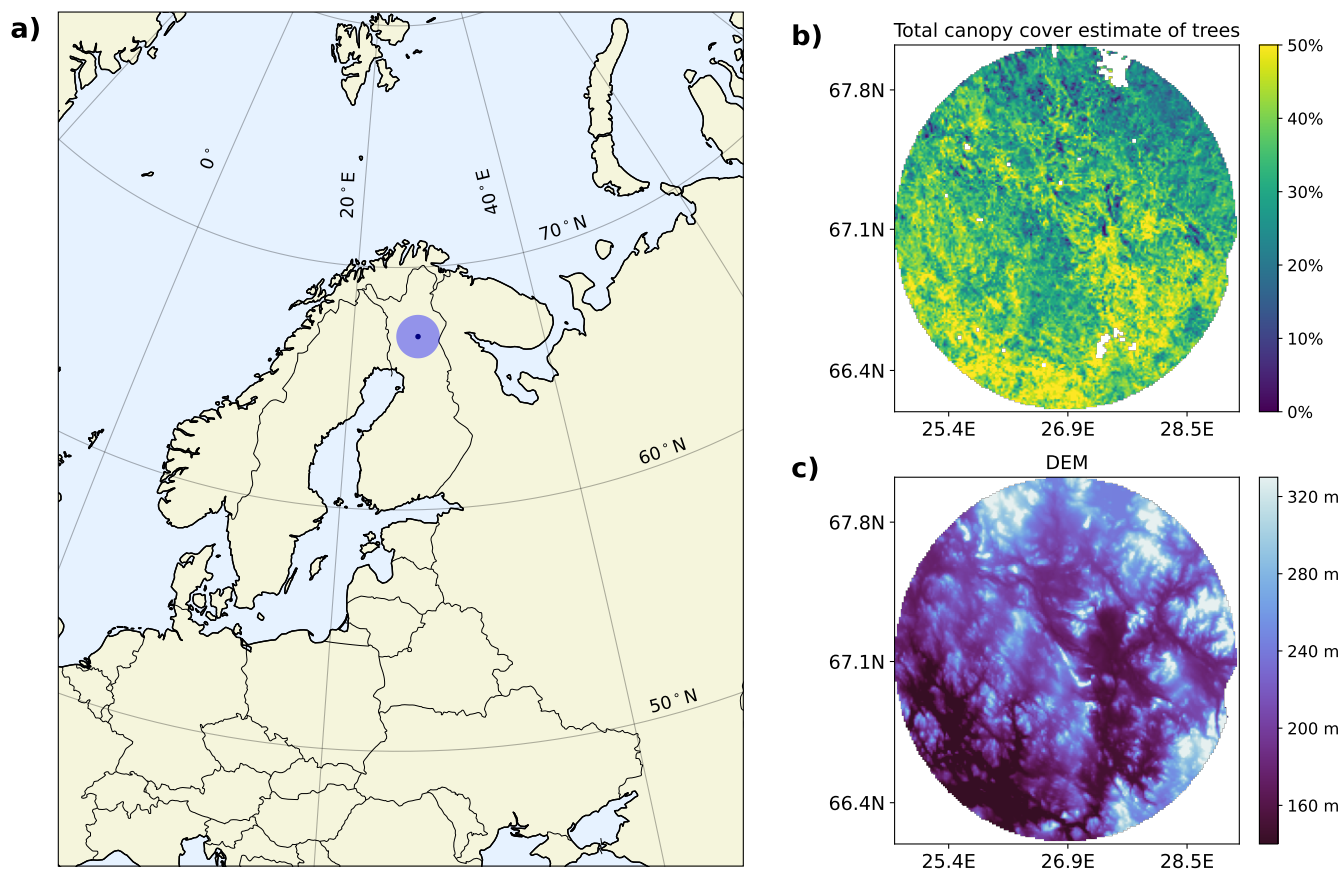 a)
0°
20°E
40°E
70°N
60°N
50°N
b)
Total canopy cover estimate of trees
67.8N
67.1N
66.4N
25.4E 26.9E 28.5E
50%
40%
30%
20%
10%
0%
c)
DEM
67.8N
67.1N
66.4N
25.4E 26.9E 28.5E
320 m
280 m
240 m
200 m
160 m